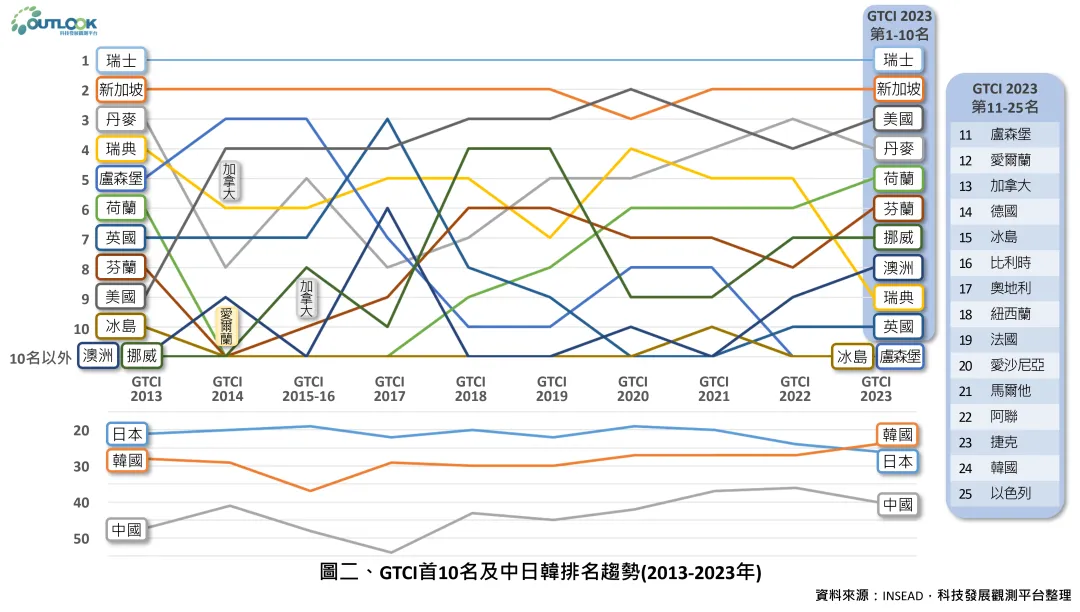 OUTLOOK
科技發展觀測平台
GTCI 2023
第1-10名
1 瑞士 瑞士
2 新加坡 新加坡
3 丹麥 美國
4 瑞典 丹麥
5 盧森堡 荷蘭
6 荷蘭 芬蘭
7 英國 挪威
8 芬蘭 澳洲
9 美國 瑞典
10 冰島 英國
10名以外 澳洲 挪威 冰島 盧森堡
加拿大
加拿大
愛爾蘭
GTCI 2013
GTCI 2014
GTCI 2015-16
GTCI 2017
GTCI 2018
GTCI 2019
GTCI 2020
GTCI 2021
GTCI 2022
GTCI 2023
20 日本 韓國
30 韓國 日本
40 中國
50 中國
GTCI 2023
第11-25名
11 盧森堡
12 愛爾蘭
13 加拿大
14 德國
15 冰島
16 比利時
17 奧地利
18 紐西蘭
19 法國
20 愛沙尼亞
21 馬爾他
22 阿聯
23 捷克
24 韓國
25 以色列
圖二、GTCI首10名及中日韓排名趨勢(2013-2023年)
資料來源：INSEAD，科技發展觀測平台整理